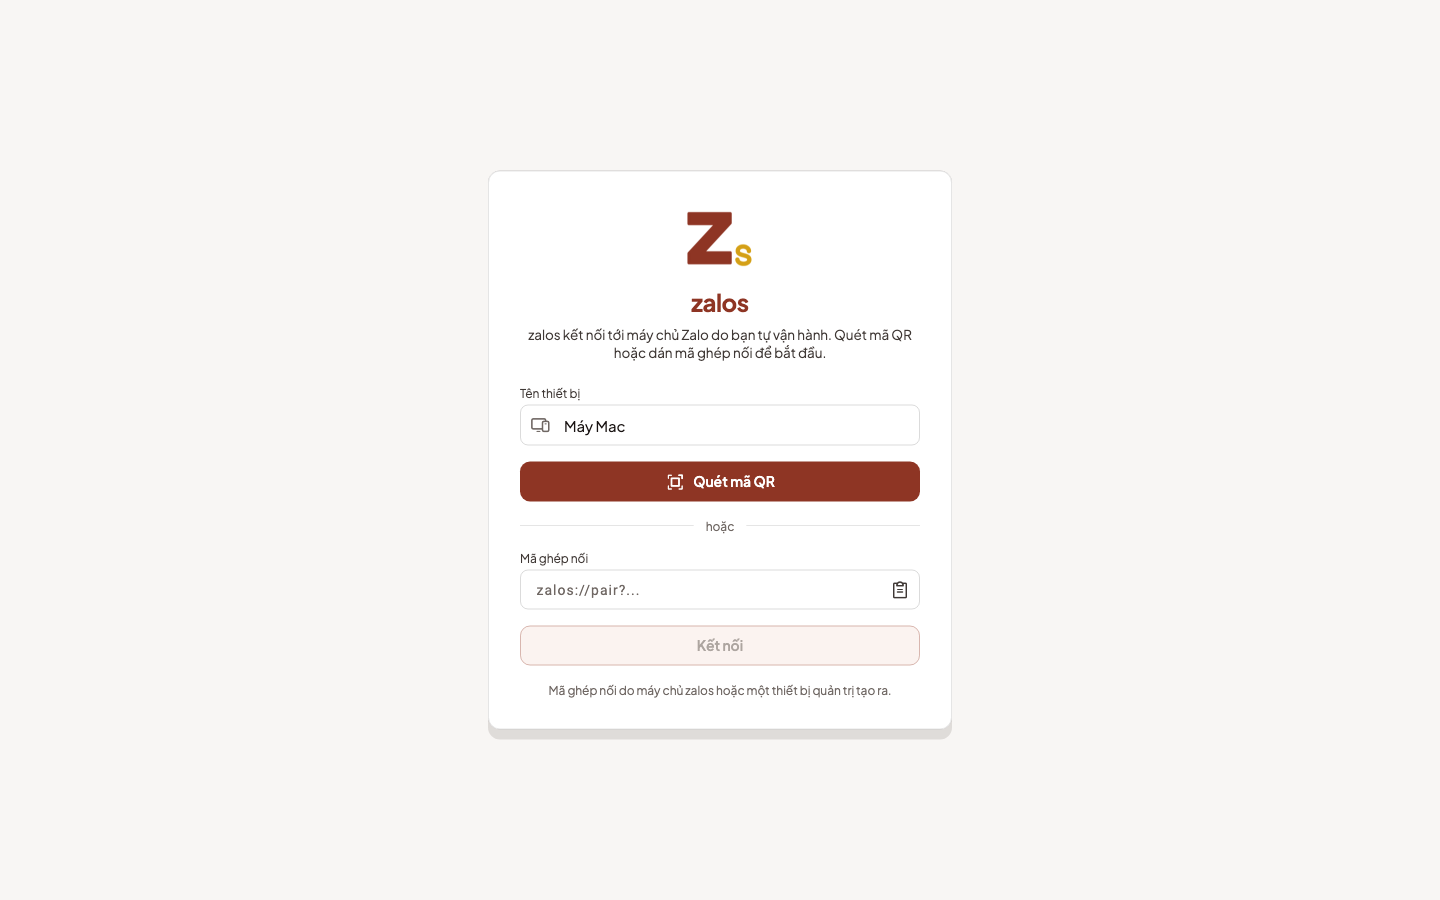 Zs
zalos
zalos kết nối tới máy chủ Zalo do bạn tự vận hành. Quét mã QR
hoặc dán mã ghép nối để bắt đầu.
Tên thiết bị
Máy Mac
Quét mã QR
hoặc
Mã ghép nối
zalos://pair?...
Kết nối
Mã ghép nối do máy chủ zalos hoặc một thiết bị quản trị tạo ra.